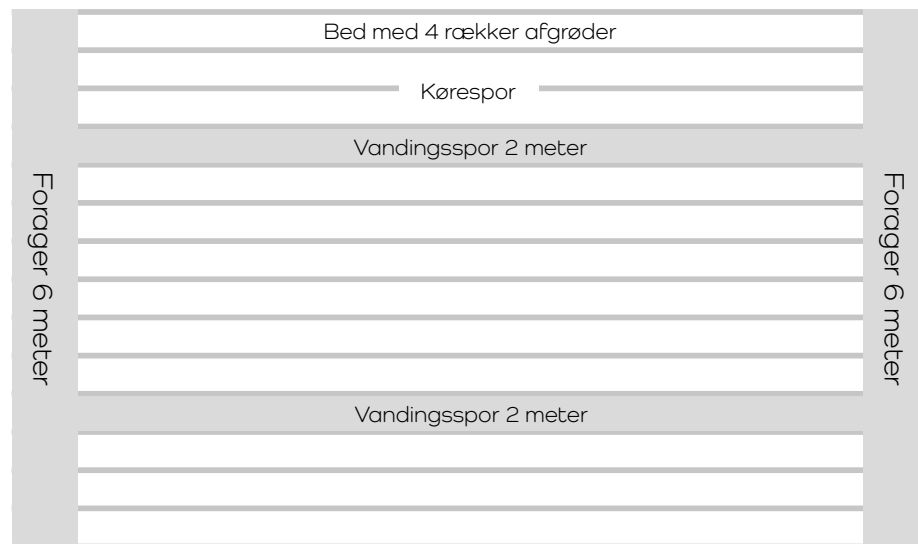 Bed med 4 rækker afgrøder
Kørespor
Vandingsspor 2 meter
Forager 6 meter
Forager 6 meter
Vandingsspor 2 meter